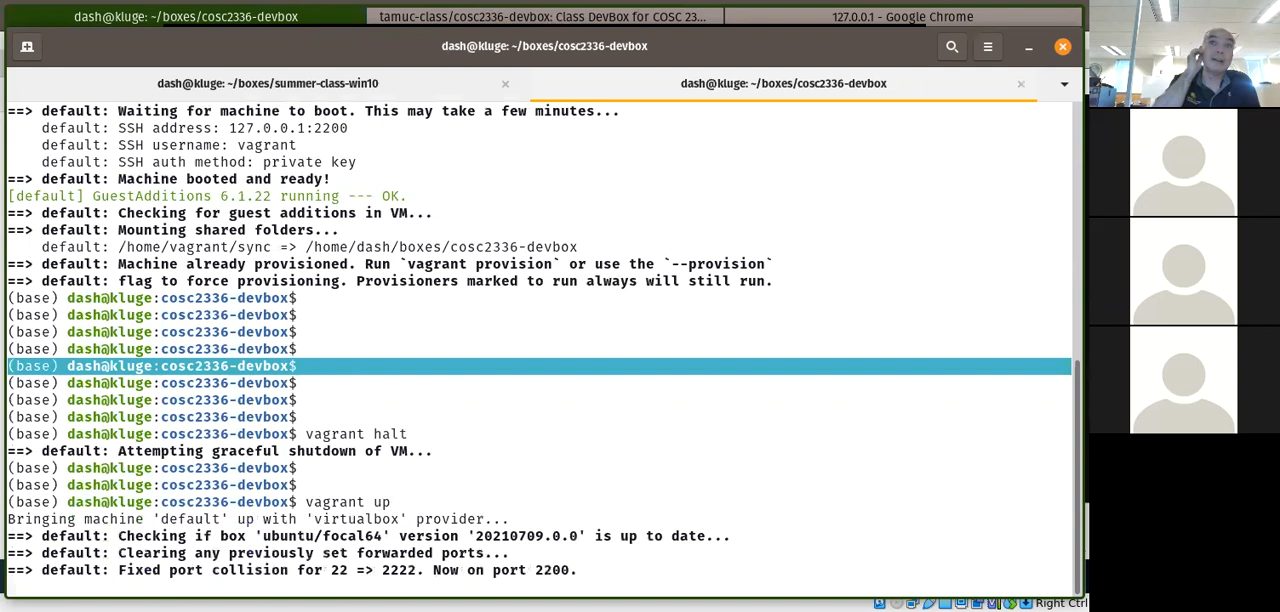 dash@kluge: ~/boxes/cosc2336-devbox
tamuc-class/cosc2336-devbox: Class DevBox for COSC 23...
127.0.0.1 - Google Chrome
dash@kluge: ~/boxes/cosc2336-devbox
dash@kluge: ~/boxes/summer-class-win10
dash@kluge: ~/boxes/cosc2336-devbox
==> default: Waiting for machine to boot. This may take a few minutes...
default: SSH address: 127.0.0.1:2200
default: SSH username: vagrant
default: SSH auth method: private key
==> default: Machine booted and ready!
[default] GuestAdditions 6.1.22 running --- OK.
==> default: Checking for guest additions in VM...
==> default: Mounting shared folders...
default: /home/vagrant/sync => /home/dash/boxes/cosc2336-devbox
==> default: Machine already provisioned. Run `vagrant provision` or use the `--provision`
==> default: flag to force provisioning. Provisioners marked to run always will still run.
(base) dash@kluge:cosc2336-devbox$
(base) dash@kluge:cosc2336-devbox$
(base) dash@kluge:cosc2336-devbox$
(base) dash@kluge:cosc2336-devbox$
(base) dash@kluge:cosc2336-devbox$
(base) dash@kluge:cosc2336-devbox$
(base) dash@kluge:cosc2336-devbox$
(base) dash@kluge:cosc2336-devbox$
(base) dash@kluge:cosc2336-devbox$ vagrant halt
==> default: Attempting graceful shutdown of VM...
(base) dash@kluge:cosc2336-devbox$
(base) dash@kluge:cosc2336-devbox$
(base) dash@kluge:cosc2336-devbox$ vagrant up
Bringing machine 'default' up with 'virtualbox' provider...
==> default: Checking if box 'ubuntu/focal64' version '20210709.0.0' is up to date...
==> default: Clearing any previously set forwarded ports...
==> default: Fixed port collision for 22 => 2222. Now on port 2200.
Right Ctrl